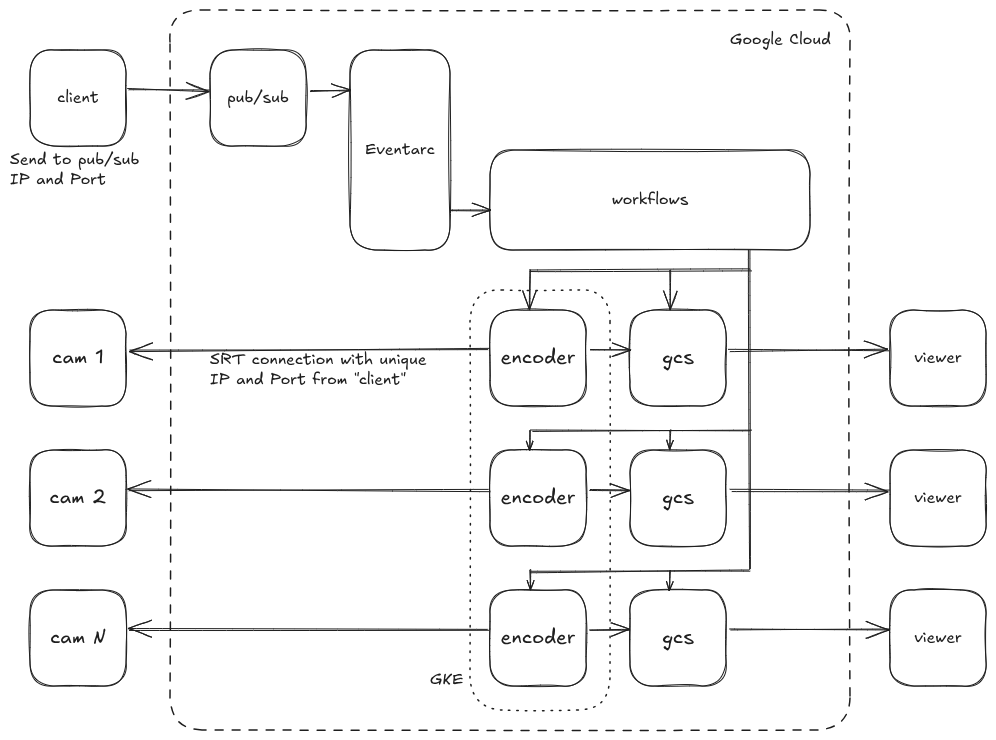 Google Cloud
client
pub/sub
Eventarc
Send to pub/sub
IP and Port
workflows
cam 1
SRT connection with unique
IP and Port from "client"
encoder
gcs
viewer
cam 2
encoder
gcs
viewer
cam N
encoder
gcs
viewer
GKE